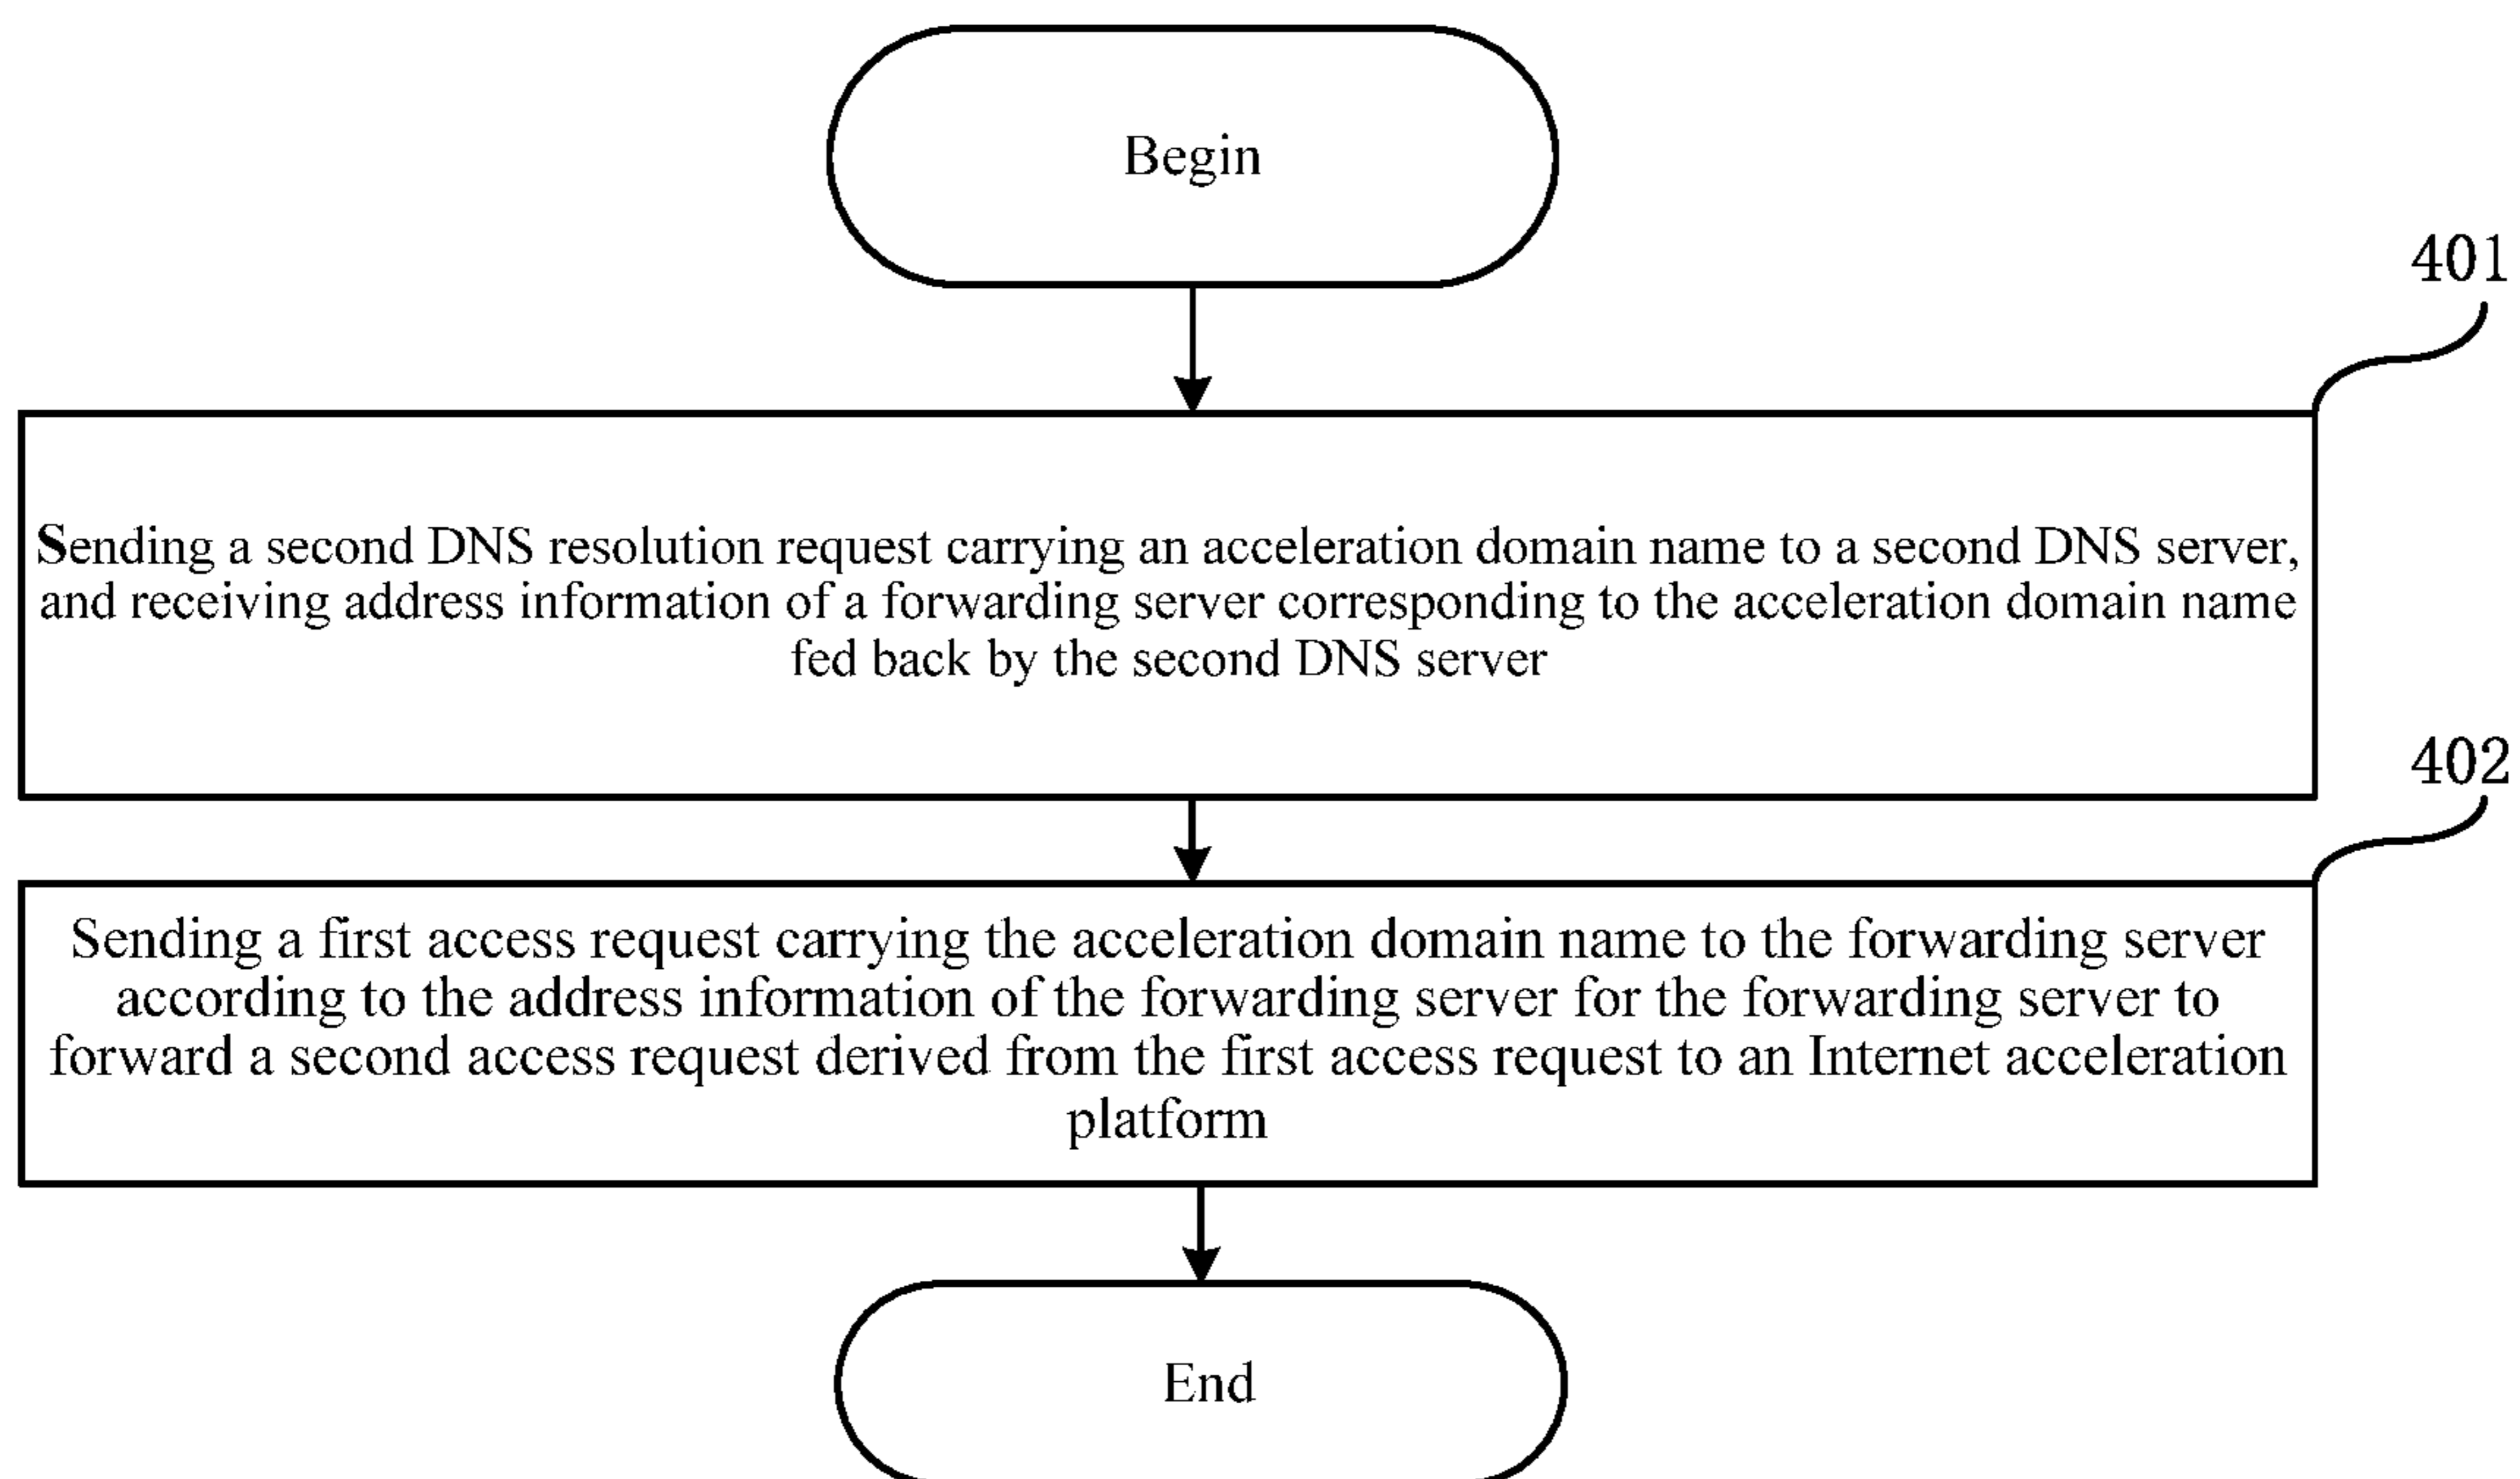 Begin
401
Sending a second DNS resolution request carrying an acceleration domain name to a second DNS server,
and receiving address information of a forwarding server corresponding to the acceleration domain name
fed back by the second DNS server
402
Sending a first access request carrying the acceleration domain name to the forwarding server
according to the address information of the forwarding server for the forwarding server to
forward a second access request derived from the first access request to an Internet acceleration
platform
End